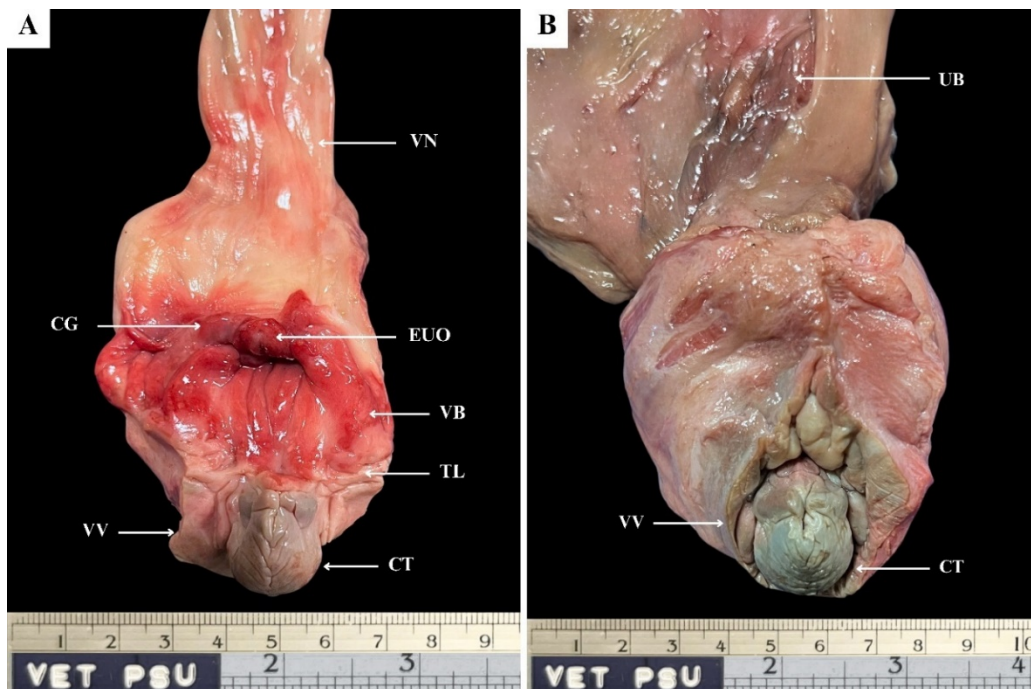 A
VN
CG
EUO
VB
TL
VV
CT
1 2 3 4 5 6 7 8 9
2 3
VET PSU
B
UB
VV
CT
1 2 3 4 5 6 7 8 9 10
2 3 4
VET PSU